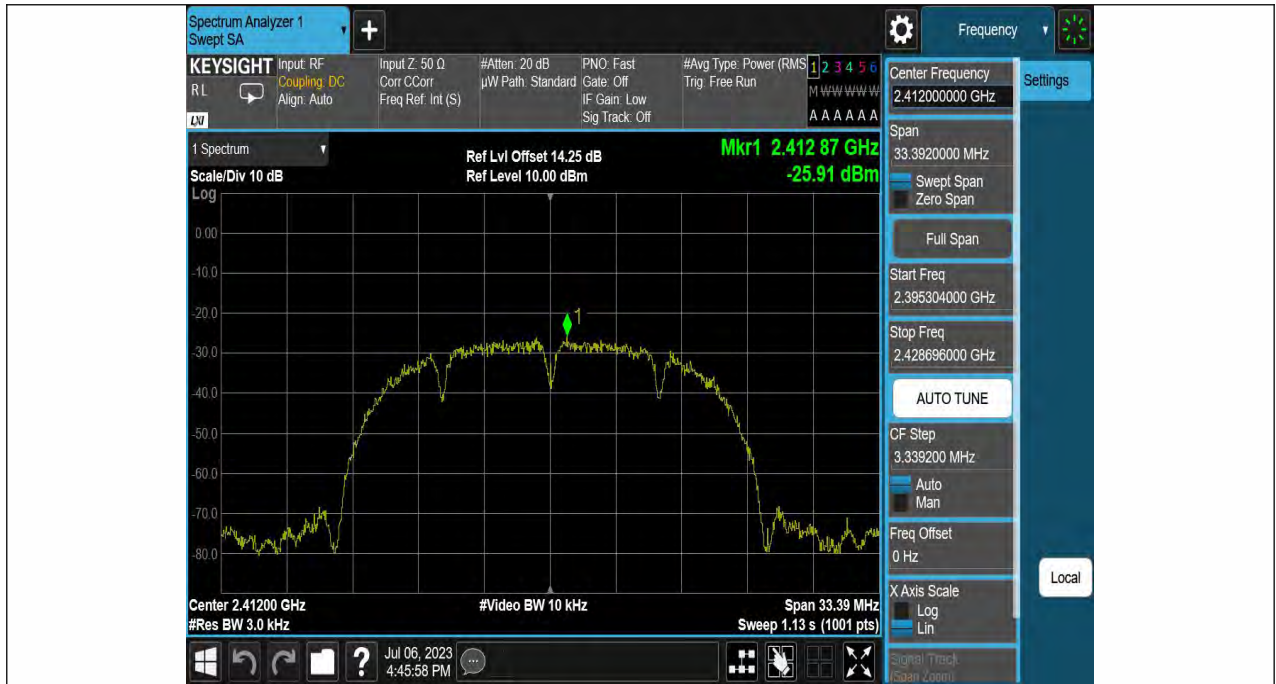 Spectrum Analyzer 1
Swept SA
+
Frequency
KEYSIGHT
RL
LXI
Input: RF
Coupling: DC
Align: Auto
Input Z: 50 Ω
Corr CCorr
Freq Ref: Int (S)
#Atten: 20 dB
µW Path: Standard
PNO: Fast
Gate: Off
IF Gain: Low
Sig Track: Off
#Avg Type: Power (RMS
Trig: Free Run
1 2 3 4 5 6
M W W W W W
A A A A A A
1 Spectrum
Scale/Div 10 dB
Ref Lvl Offset 14.25 dB
Ref Level 10.00 dBm
Mkr1 2.412 87 GHz
-25.91 dBm
Log
0.00
-10.0
-20.0
-30.0
-40.0
-50.0
-60.0
-70.0
-80.0
1
Center 2.41200 GHz
#Res BW 3.0 kHz
#Video BW 10 kHz
Span 33.39 MHz
Sweep 1.13 s (1001 pts)
Jul 06, 2023
4:45:58 PM
?
Center Frequency
2.412000000 GHz
Settings
Span
33.3920000 MHz
Swept Span
Zero Span
Full Span
Start Freq
2.395304000 GHz
Stop Freq
2.428696000 GHz
AUTO TUNE
CF Step
3.339200 MHz
Auto
Man
Freq Offset
0 Hz
X Axis Scale
Log
Lin
Local
Signal Track
(Span Zoom)